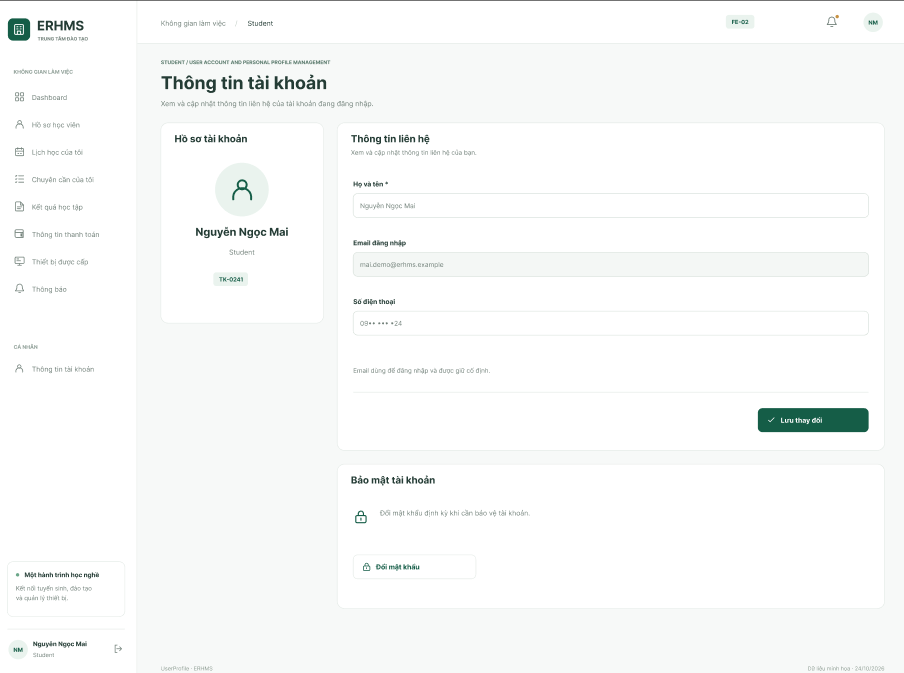 ERHMS
TRUNG TÂM ĐÀO TẠO
KHÔNG GIAN LÀM VIỆC
Dashboard
Hồ sơ học viên
Lịch học của tôi
Chuyên cần của tôi
Kết quả học tập
Thông tin thanh toán
Thiết bị được cấp
Thông báo
CÁ NHÂN
Thông tin tài khoản
Một hành trình học nghề
Kết nối tuyển sinh, đào tạo
và quản lý thiết bị.
NM
Nguyễn Ngọc Mai
Student
Không gian làm việc / Student
FE-02
NM
STUDENT / USER ACCOUNT AND PERSONAL PROFILE MANAGEMENT
Thông tin tài khoản
Xem và cập nhật thông tin liên hệ của tài khoản đang đăng nhập.
Hồ sơ tài khoản
Nguyễn Ngọc Mai
Student
TK-0241
Thông tin liên hệ
Xem và cập nhật thông tin liên hệ của bạn.
Họ và tên *
Nguyễn Ngọc Mai
Email đăng nhập
mai.demo@erhms.example
Số điện thoại
09•• ••• •24
Email dùng để đăng nhập và được giữ cố định.
Lưu thay đổi
Bảo mật tài khoản
Đổi mật khẩu định kỳ khi cần bảo vệ tài khoản.
Đổi mật khẩu
UserProfile · ERHMS
Dữ liệu minh họa · 24/10/2026